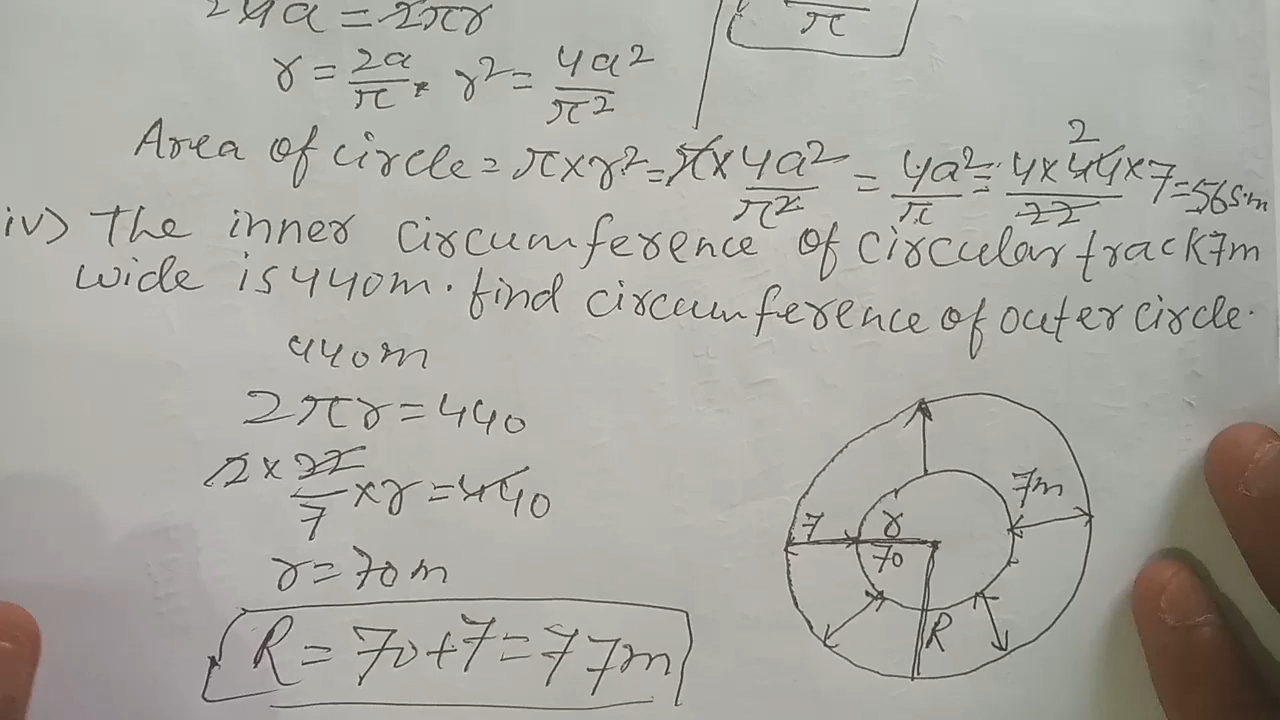 4a = 2πr
r = 2a/π, r² = 4a²/π²
π
Area of circle = π × r² = π × 4a²/π² = 4a²/π = 4 × 44 × 7/22 = 56
2
iv) The inner circumference of circular track 7m
wide is 440m. find circumference of outer circle.
440m
2πr = 440
2 × 22/7 × r = 440
r = 70m
R = 70 + 7 = 77m
7m
7
r
70
R